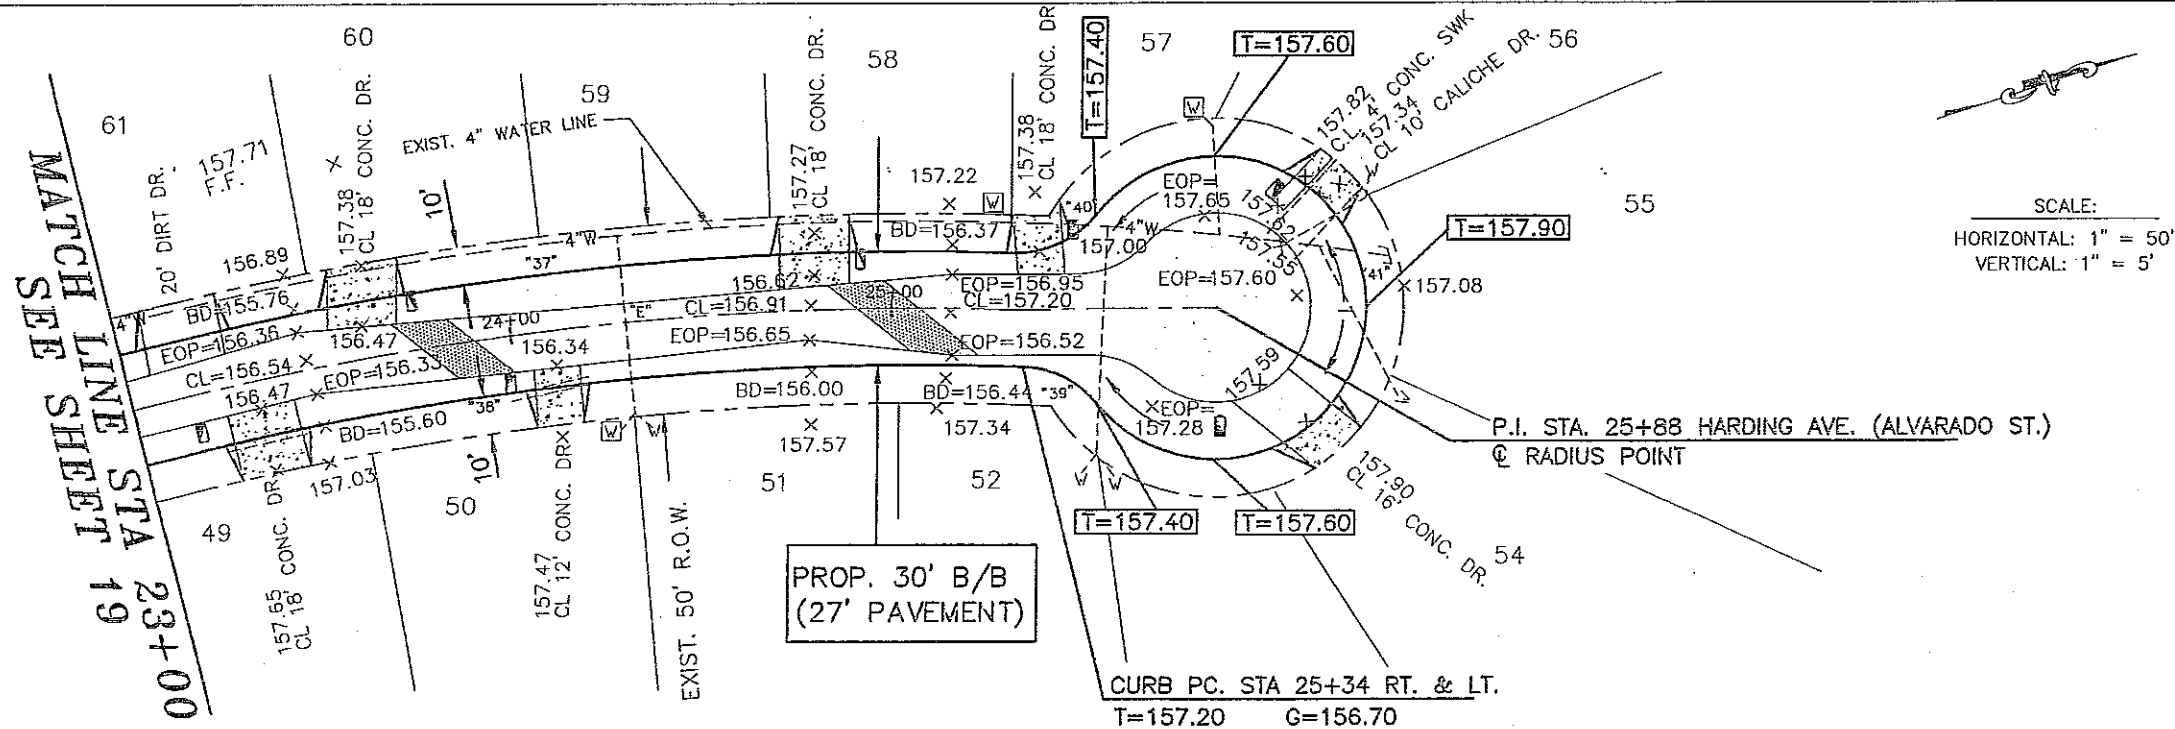 60
61
59
58
57
56
55
54
52
51
50
49
MATCH LINE STA 23+00
SEE SHEET 19
20' DIRT DR.
157.71
F.F.
156.89
157.38
CL 18' CONC. DR.
EXIST. 4" WATER LINE
10'
157.27
CL 18' CONC. DR.
157.22
W
157.38
CL 18' CONC. DR
T=157.40
T=157.60
W
157.82
C.L. 4' CONC. SWK
157.34
CL 10' CALICHE DR.
T=157.90
157.08
SCALE:
HORIZONTAL: 1" = 50'
VERTICAL: 1" = 5'
4"W
BD=155.76
EOP=156.36
CL=156.54
156.47
156.47
EOP=156.33
24+00
"37"
4"W
"E"
156.34
"38"
BD=155.60
157.03
10'
157.65
CL 18' CONC. DR.
157.47
CL 12' CONC. DR
W
W
EXIST. 50' R.O.W.
156.62
CL=156.91
EOP=156.65
BD=156.00
157.57
BD=156.37
25+00
EOP=156.95
CL=157.20
EOP=156.52
BD=156.44
157.34
"39"
"40"
157.00
4"W
EOP=
157.65
157.62
157.55
EOP=157.60
"41"
157.59
EOP=
157.28
W
W
T=157.40
T=157.60
157.90
CL 16' CONC. DR.
P.I. STA. 25+88 HARDING AVE. (ALVARADO ST.)
℄ RADIUS POINT
PROP. 30' B/B
(27' PAVEMENT)
CURB PC. STA 25+34 RT. & LT.
T=157.20 G=156.70